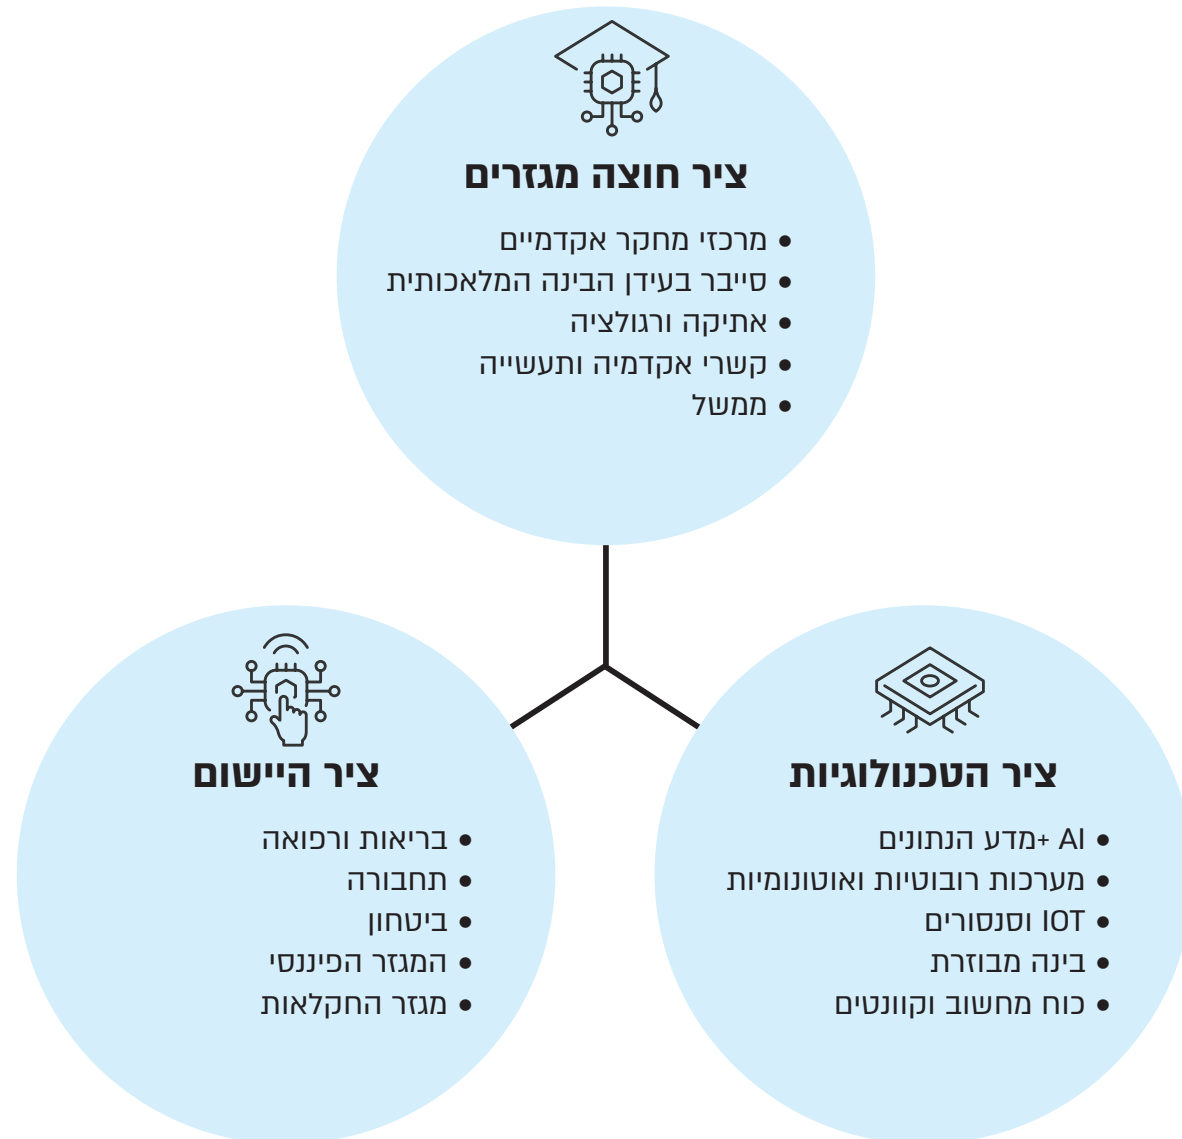 ציר חוצה מגזרים
• מרכזי מחקר אקדמיים
• סייבר בעידן הבינה המלאכותית
• אתיקה ורגולציה
• קשרי אקדמיה ותעשייה
• ממשל
ציר הטכנולוגיות
• AI +מדע הנתונים
• מערכות רובוטיות ואוטונומיות
• IOT וסנסורים
• בינה מבוזרת
• כוח מחשוב וקוונטים
ציר היישום
• בריאות ורפואה
• תחבורה
• ביטחון
• המגזר הפיננסי
• מגזר החקלאות